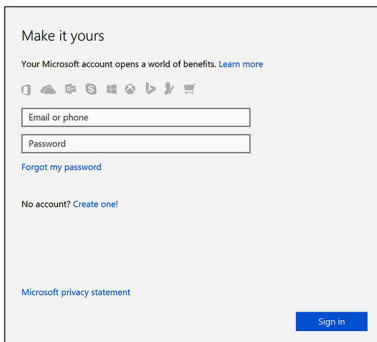 Make it yours
Your Microsoft account opens a world of benefits. Learn more
Email or phone
Password
Forgot my password
No account? Create one!
Microsoft privacy statement
Sign in